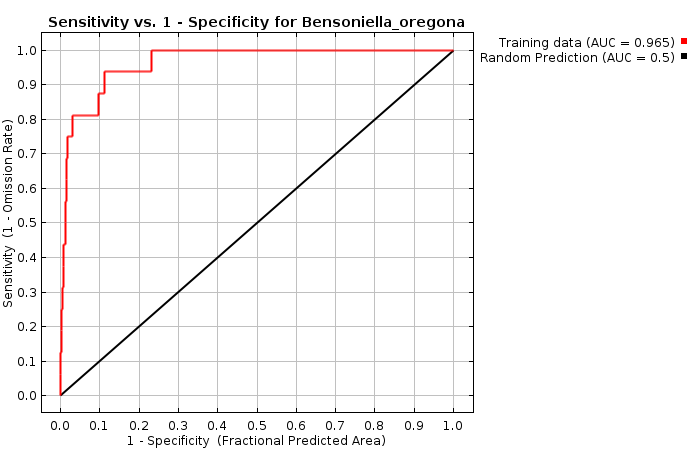 Sensitivity vs. 1 - Specificity for Bensoniella_oregona
Training data (AUC = 0.965)
Random Prediction (AUC = 0.5)
Sensitivity (1 - Omission Rate)
1.0
0.9
0.8
0.7
0.6
0.5
0.4
0.3
0.2
0.1
0.0
0.0 0.1 0.2 0.3 0.4 0.5 0.6 0.7 0.8 0.9 1.0
1 - Specificity (Fractional Predicted Area)